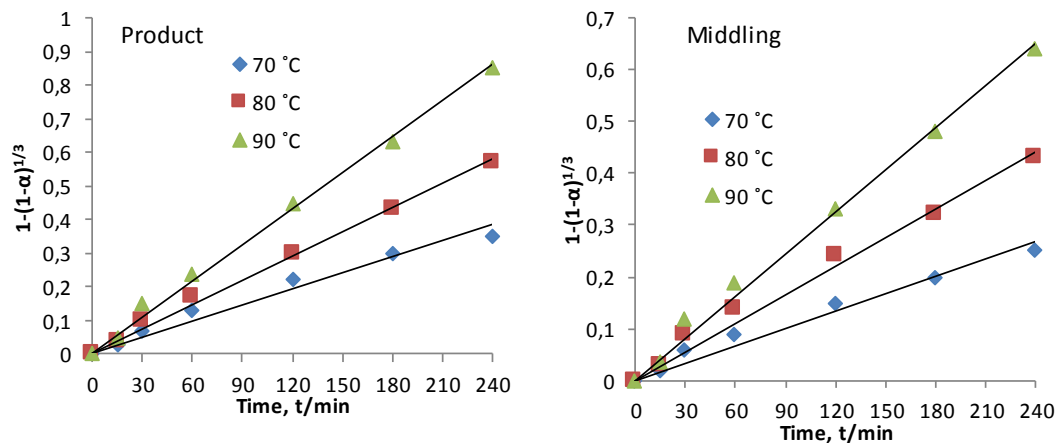 Product
70 ˚C
80 ˚C
90 ˚C
1
0,9
0,8
0,7
0,6
0,5
0,4
0,3
0,2
0,1
0
1-(1-α)^1/3
0 30 60 90 120 150 180 210 240
Time, t/min
Middling
70 ˚C
80 ˚C
90 ˚C
0,7
0,6
0,5
0,4
0,3
0,2
0,1
0
1-(1-α)^1/3
0 30 60 90 120 150 180 210 240
Time, t/min